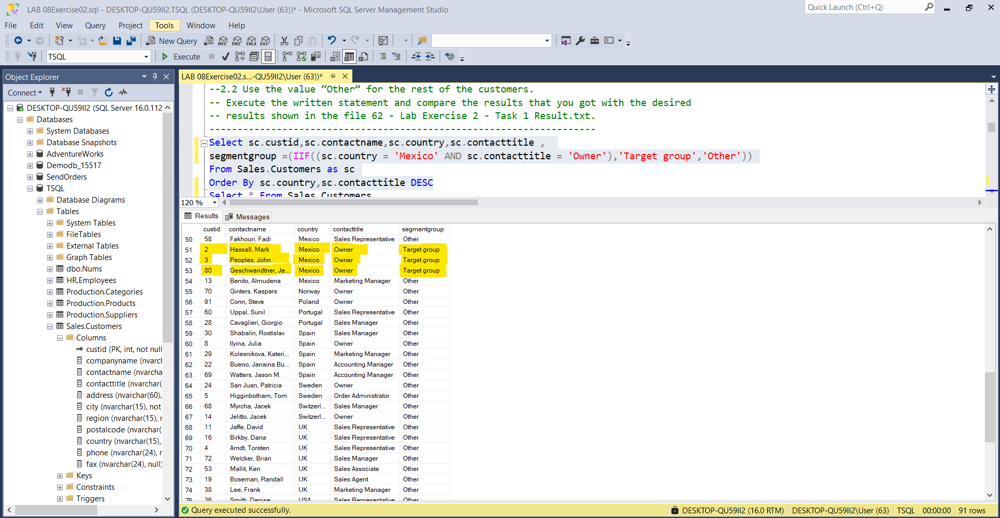 LAB 08Exercise02.sql - DESKTOP-QU59II2.TSQL (DESKTOP-QU59II2\User (63))* - Microsoft SQL Server Management Studio
Quick Launch (Ctrl+Q)
File Edit View Query Project Tools Window Help
New Query MDX DMX XMLA DAX
TSQL Execute
Object Explorer
Connect
DESKTOP-QU59II2 (SQL Server 16.0.112
Databases
System Databases
Database Snapshots
AdventureWorks
Demodb_15517
SendOrders
TSQL
Database Diagrams
Tables
System Tables
FileTables
External Tables
Graph Tables
dbo.Nums
HR.Employees
Production.Categories
Production.Products
Production.Suppliers
Sales.Customers
Columns
custid (PK, int, not null
companyname (nvarch
contactname (nvarcha
contacttitle (nvarchar(
address (nvarchar(60),
city (nvarchar(15), not
region (nvarchar(15), r
postalcode (nvarchar(
country (nvarchar(15),
phone (nvarchar(24), r
fax (nvarchar(24), null)
Keys
Constraints
Triggers
LAB 08Exercise02.s...-QU59II2\User (63))*
--2.2 Use the value “Other” for the rest of the customers.
-- Execute the written statement and compare the results that you got with the desired
-- results shown in the file 62 - Lab Exercise 2 - Task 1 Result.txt.
---------------------------------------------------------------------
Select sc.custid,sc.contactname,sc.country,sc.contacttitle ,
segmentgroup =(IIF((sc.country = 'Mexico' AND sc.contacttitle = 'Owner'),'Target group','Other'))
From Sales.Customers as sc
Order By sc.country,sc.contacttitle DESC
Select * From Sales.Customers
120 %
Results Messages
custid contactname country contacttitle segmentgroup
50 58 Fakhouri, Fadi Mexico Sales Representative Other
51 2 Hassall, Mark Mexico Owner Target group
52 3 Peoples, John Mexico Owner Target group
53 80 Geschwandtner, Je... Mexico Owner Target group
54 13 Benito, Almudena Mexico Marketing Manager Other
55 70 Ginters, Kaspars Norway Owner Other
56 91 Conn, Steve Poland Owner Other
57 60 Uppal, Sunil Portugal Sales Representative Other
58 28 Cavaglieri, Giorgio Portugal Sales Manager Other
59 30 Shabalin, Rostislav Spain Sales Manager Other
60 8 Ilyina, Julia Spain Owner Other
61 29 Kolesnikova, Kateri... Spain Marketing Manager Other
62 22 Bueno, Janaina Bu... Spain Accounting Manager Other
63 69 Watters, Jason M. Spain Accounting Manager Other
64 24 San Juan, Patricia Sweden Owner Other
65 5 Higginbotham, Tom Sweden Order Administrator Other
66 68 Myrcha, Jacek Switzerl... Sales Manager Other
67 14 Jelitto, Jacek Switzerl... Owner Other
68 11 Jaffe, David UK Sales Representative Other
69 16 Birkby, Dana UK Sales Representative Other
70 4 Arndt, Torsten UK Sales Representative Other
71 72 Welcker, Brian UK Sales Manager Other
72 53 Mallit, Ken UK Sales Associate Other
73 19 Boseman, Randall UK Sales Agent Other
74 38 Lee, Frank UK Marketing Manager Other
75 36 Smith, Denise USA Sales Representative Other
Query executed successfully.
DESKTOP-QU59II2 (16.0 RTM) DESKTOP-QU59II2\User (63) TSQL 00:00:00 91 rows